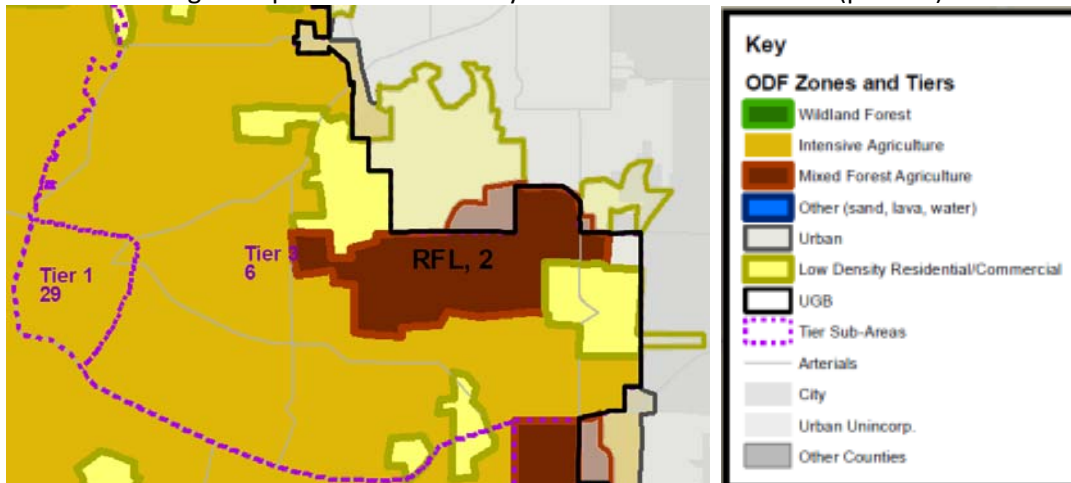 Tier 3
6
RFL, 2
Tier 1
29
Key
ODF Zones and Tiers
Wildland Forest
Intensive Agriculture
Mixed Forest Agriculture
Other (sand, lava, water)
Urban
Low Density Residential/Commercial
UGB
Tier Sub-Areas
Arterials
City
Urban Unincorp.
Other Counties